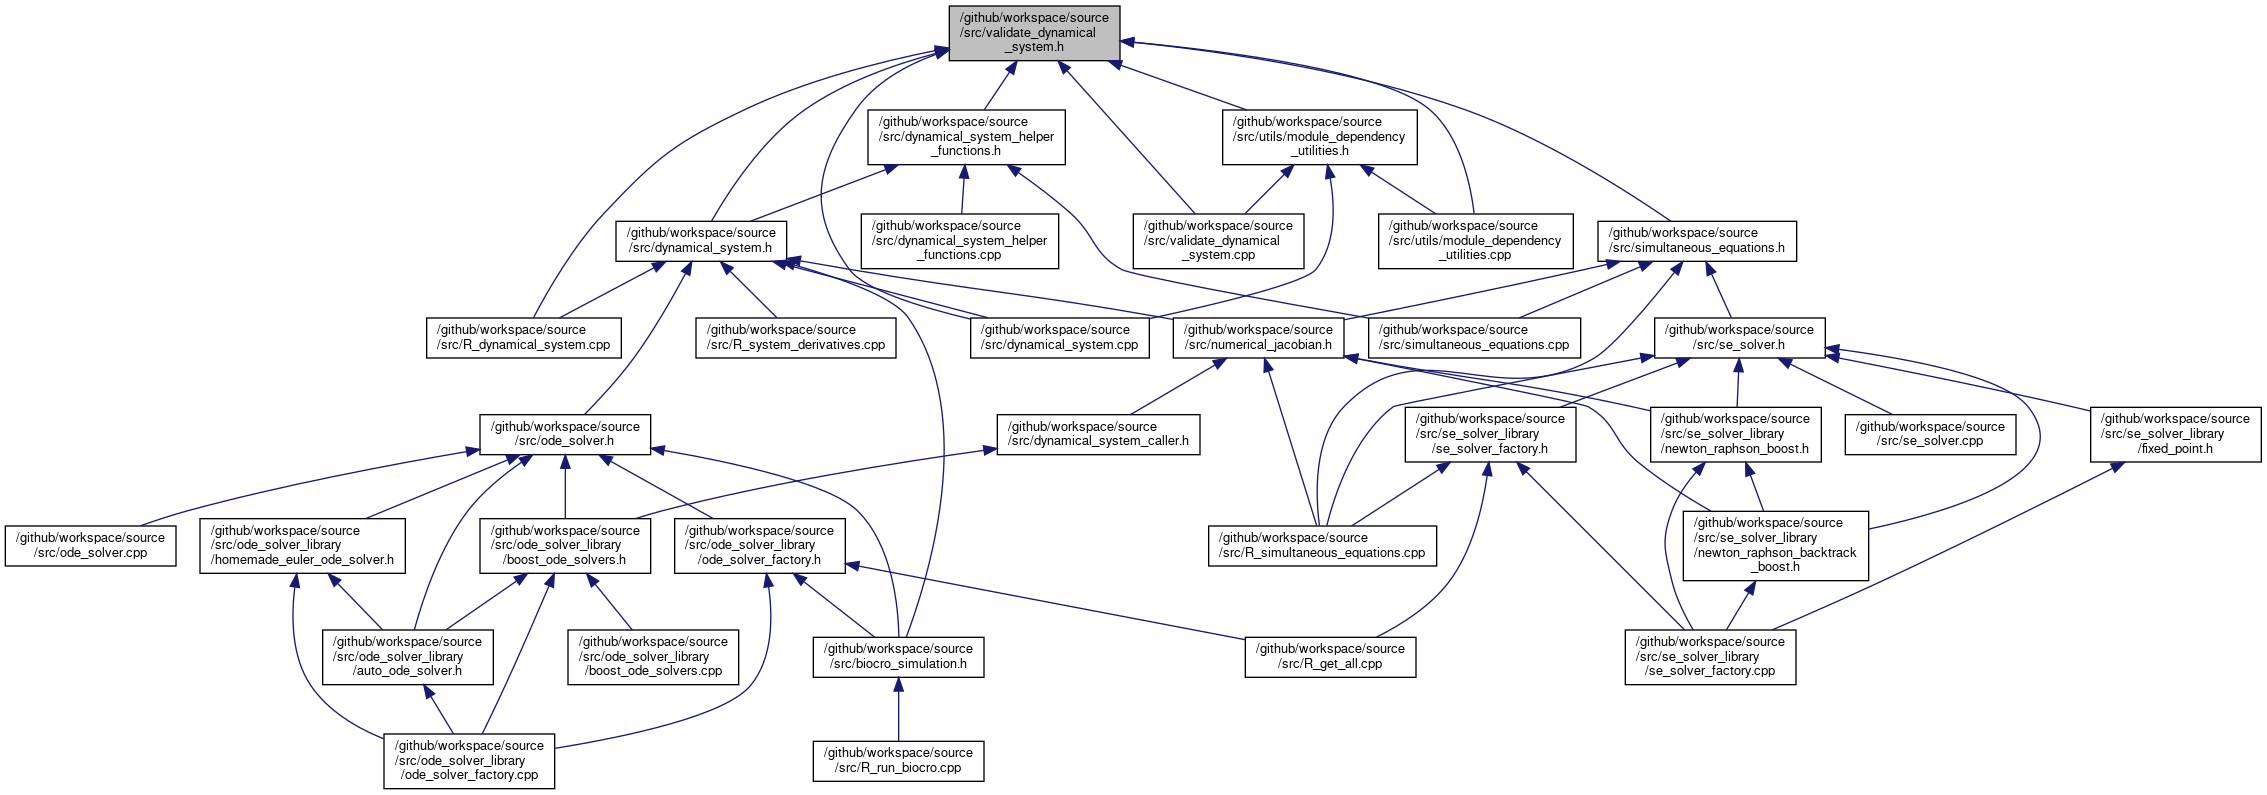 /github/workspace/source
/src/validate_dynamical
_system.h
/github/workspace/source
/src/dynamical_system_helper
_functions.h
/github/workspace/source
/src/utils/module_dependency
_utilities.h
/github/workspace/source
/src/dynamical_system.h
/github/workspace/source
/src/dynamical_system_helper
_functions.cpp
/github/workspace/source
/src/validate_dynamical
_system.cpp
/github/workspace/source
/src/utils/module_dependency
_utilities.cpp
/github/workspace/source
/src/simultaneous_equations.h
/github/workspace/source
/src/R_dynamical_system.cpp
/github/workspace/source
/src/R_system_derivatives.cpp
/github/workspace/source
/src/dynamical_system.cpp
/github/workspace/source
/src/numerical_jacobian.h
/github/workspace/source
/src/simultaneous_equations.cpp
/github/workspace/source
/src/se_solver.h
/github/workspace/source
/src/ode_solver.h
/github/workspace/source
/src/dynamical_system_caller.h
/github/workspace/source
/src/se_solver_library
/se_solver_factory.h
/github/workspace/source
/src/se_solver_library
/newton_raphson_boost.h
/github/workspace/source
/src/se_solver.cpp
/github/workspace/source
/src/se_solver_library
/fixed_point.h
/github/workspace/source
/src/ode_solver.cpp
/github/workspace/source
/src/ode_solver_library
/homemade_euler_ode_solver.h
/github/workspace/source
/src/ode_solver_library
/boost_ode_solvers.h
/github/workspace/source
/src/ode_solver_library
/ode_solver_factory.h
/github/workspace/source
/src/R_simultaneous_equations.cpp
/github/workspace/source
/src/se_solver_library
/newton_raphson_backtrack
_boost.h
/github/workspace/source
/src/ode_solver_library
/auto_ode_solver.h
/github/workspace/source
/src/ode_solver_library
/boost_ode_solvers.cpp
/github/workspace/source
/src/biocro_simulation.h
/github/workspace/source
/src/R_get_all.cpp
/github/workspace/source
/src/se_solver_library
/se_solver_factory.cpp
/github/workspace/source
/src/ode_solver_library
/ode_solver_factory.cpp
/github/workspace/source
/src/R_run_biocro.cpp